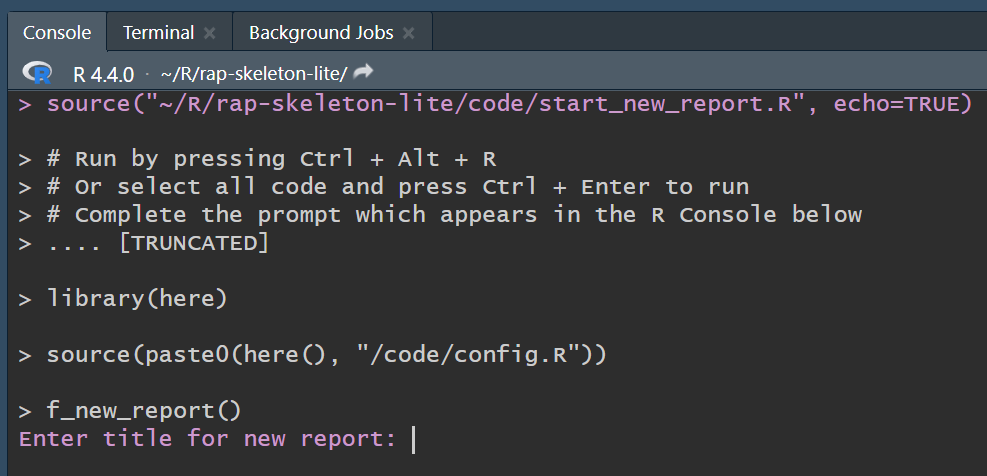 Console Terminal × Background Jobs ×
R R 4.4.0 · ~/R/rap-skeleton-lite/
> source("~/R/rap-skeleton-lite/code/start_new_report.R", echo=TRUE)
> # Run by pressing Ctrl + Alt + R
> # Or select all code and press Ctrl + Enter to run
> # Complete the prompt which appears in the R Console below
> .... [TRUNCATED]
> library(here)
> source(paste0(here(), "/code/config.R"))
> f_new_report()
Enter title for new report: